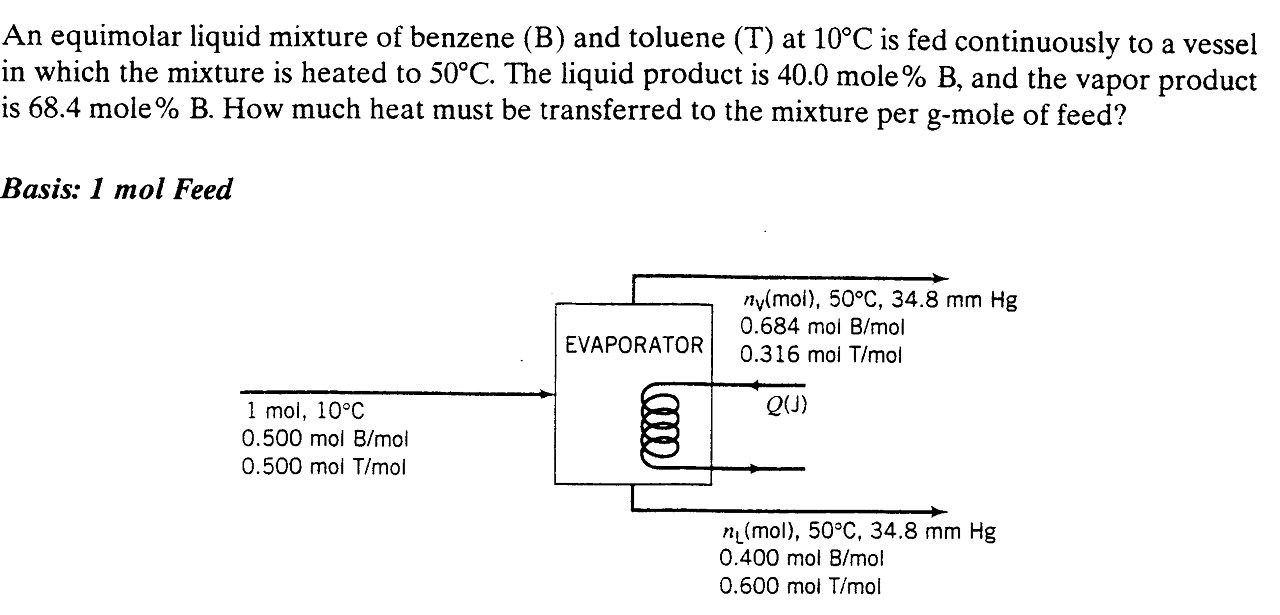 An equimolar liquid mixture of benzene (B) and toluene (T) at 10°C is fed continuously to a vessel
in which the mixture is heated to 50°C. The liquid product is 40.0 mole% B, and the vapor product
is 68.4 mole% B. How much heat must be transferred to the mixture per g-mole of feed?
Basis: 1 mol Feed
nV(mol), 50°C, 34.8 mm Hg
0.684 mol B/mol
0.316 mol T/mol
EVAPORATOR
Q(J)
1 mol, 10°C
0.500 mol B/mol
0.500 mol T/mol
nL(mol), 50°C, 34.8 mm Hg
0.400 mol B/mol
0.600 mol T/mol